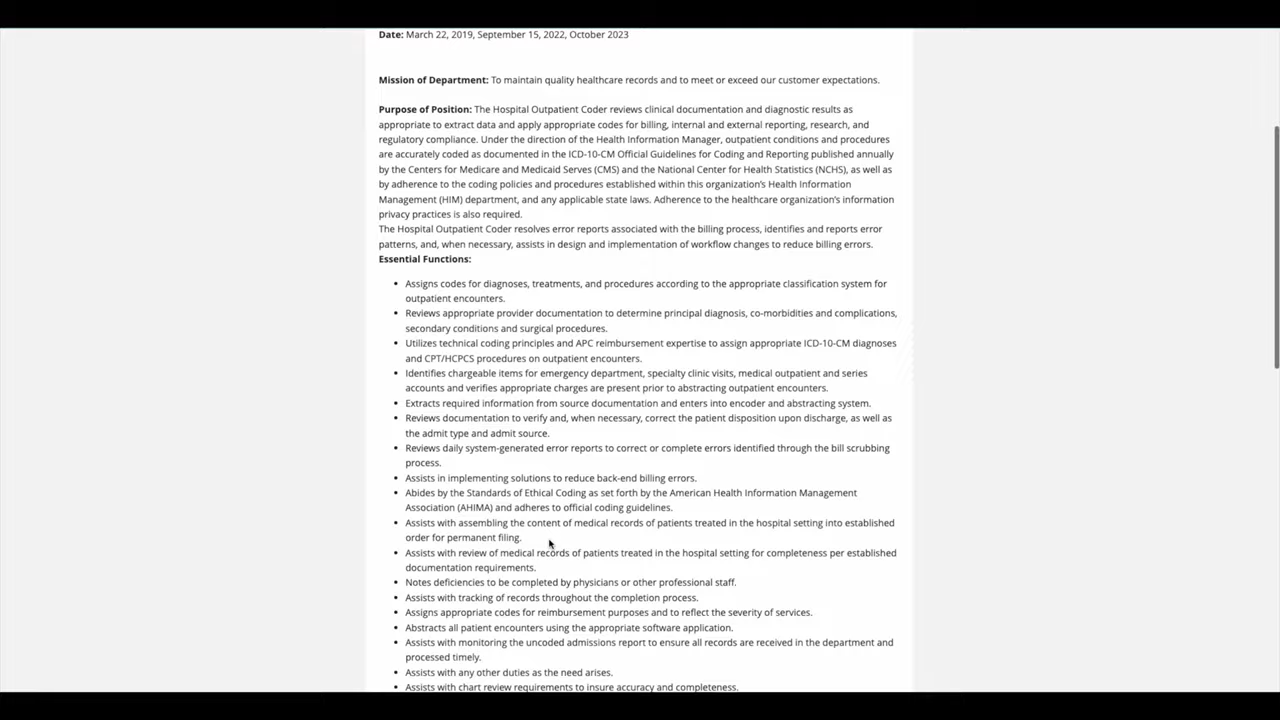 Date: March 22, 2019, September 15, 2022, October 2023
Mission of Department: To maintain quality healthcare records and to meet or exceed our customer expectations.
Purpose of Position: The Hospital Outpatient Coder reviews clinical documentation and diagnostic results as
appropriate to extract data and apply appropriate codes for billing, internal and external reporting, research, and
regulatory compliance. Under the direction of the Health Information Manager, outpatient conditions and procedures
are accurately coded as documented in the ICD-10-CM Official Guidelines for Coding and Reporting published annually
by the Centers for Medicare and Medicaid Serves (CMS) and the National Center for Health Statistics (NCHS), as well as
by adherence to the coding policies and procedures established within this organization's Health Information
Management (HIM) department, and any applicable state laws. Adherence to the healthcare organization's information
privacy practices is also required.
The Hospital Outpatient Coder resolves error reports associated with the billing process, identifies and reports error
patterns, and, when necessary, assists in design and implementation of workflow changes to reduce billing errors.
Essential Functions:
• Assigns codes for diagnoses, treatments, and procedures according to the appropriate classification system for
outpatient encounters.
• Reviews appropriate provider documentation to determine principal diagnosis, co-morbidities and complications,
secondary conditions and surgical procedures.
• Utilizes technical coding principles and APC reimbursement expertise to assign appropriate ICD-10-CM diagnoses
and CPT/HCPCS procedures on outpatient encounters.
• Identifies chargeable items for emergency department, specialty clinic visits, medical outpatient and series
accounts and verifies appropriate charges are present prior to abstracting outpatient encounters.
• Extracts required information from source documentation and enters into encoder and abstracting system.
• Reviews documentation to verify and, when necessary, correct the patient disposition upon discharge, as well as
the admit type and admit source.
• Reviews daily system-generated error reports to correct or complete errors identified through the bill scrubbing
process.
• Assists in implementing solutions to reduce back-end billing errors.
• Abides by the Standards of Ethical Coding as set forth by the American Health Information Management
Association (AHIMA) and adheres to official coding guidelines.
• Assists with assembling the content of medical records of patients treated in the hospital setting into established
order for permanent filing.
• Assists with review of medical records of patients treated in the hospital setting for completeness per established
documentation requirements.
• Notes deficiencies to be completed by physicians or other professional staff.
• Assists with tracking of records throughout the completion process.
• Assigns appropriate codes for reimbursement purposes and to reflect the severity of services.
• Abstracts all patient encounters using the appropriate software application.
• Assists with monitoring the uncoded admissions report to ensure all records are received in the department and
processed timely.
• Assists with any other duties as the need arises.
• Assists with chart review requirements to insure accuracy and completeness.